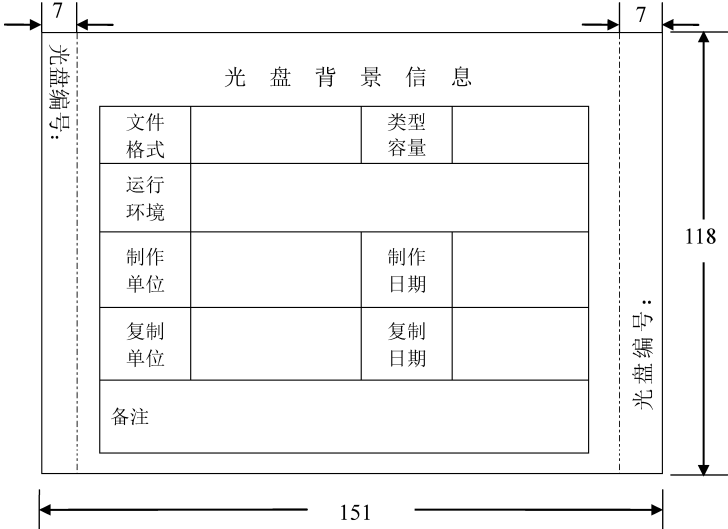 7
7
光盘编号：
光 盘 背 景 信 息
文件
格式
类型
容量
运行
环境
制作
单位
制作
日期
复制
单位
复制
日期
备注
光盘编号：
118
151